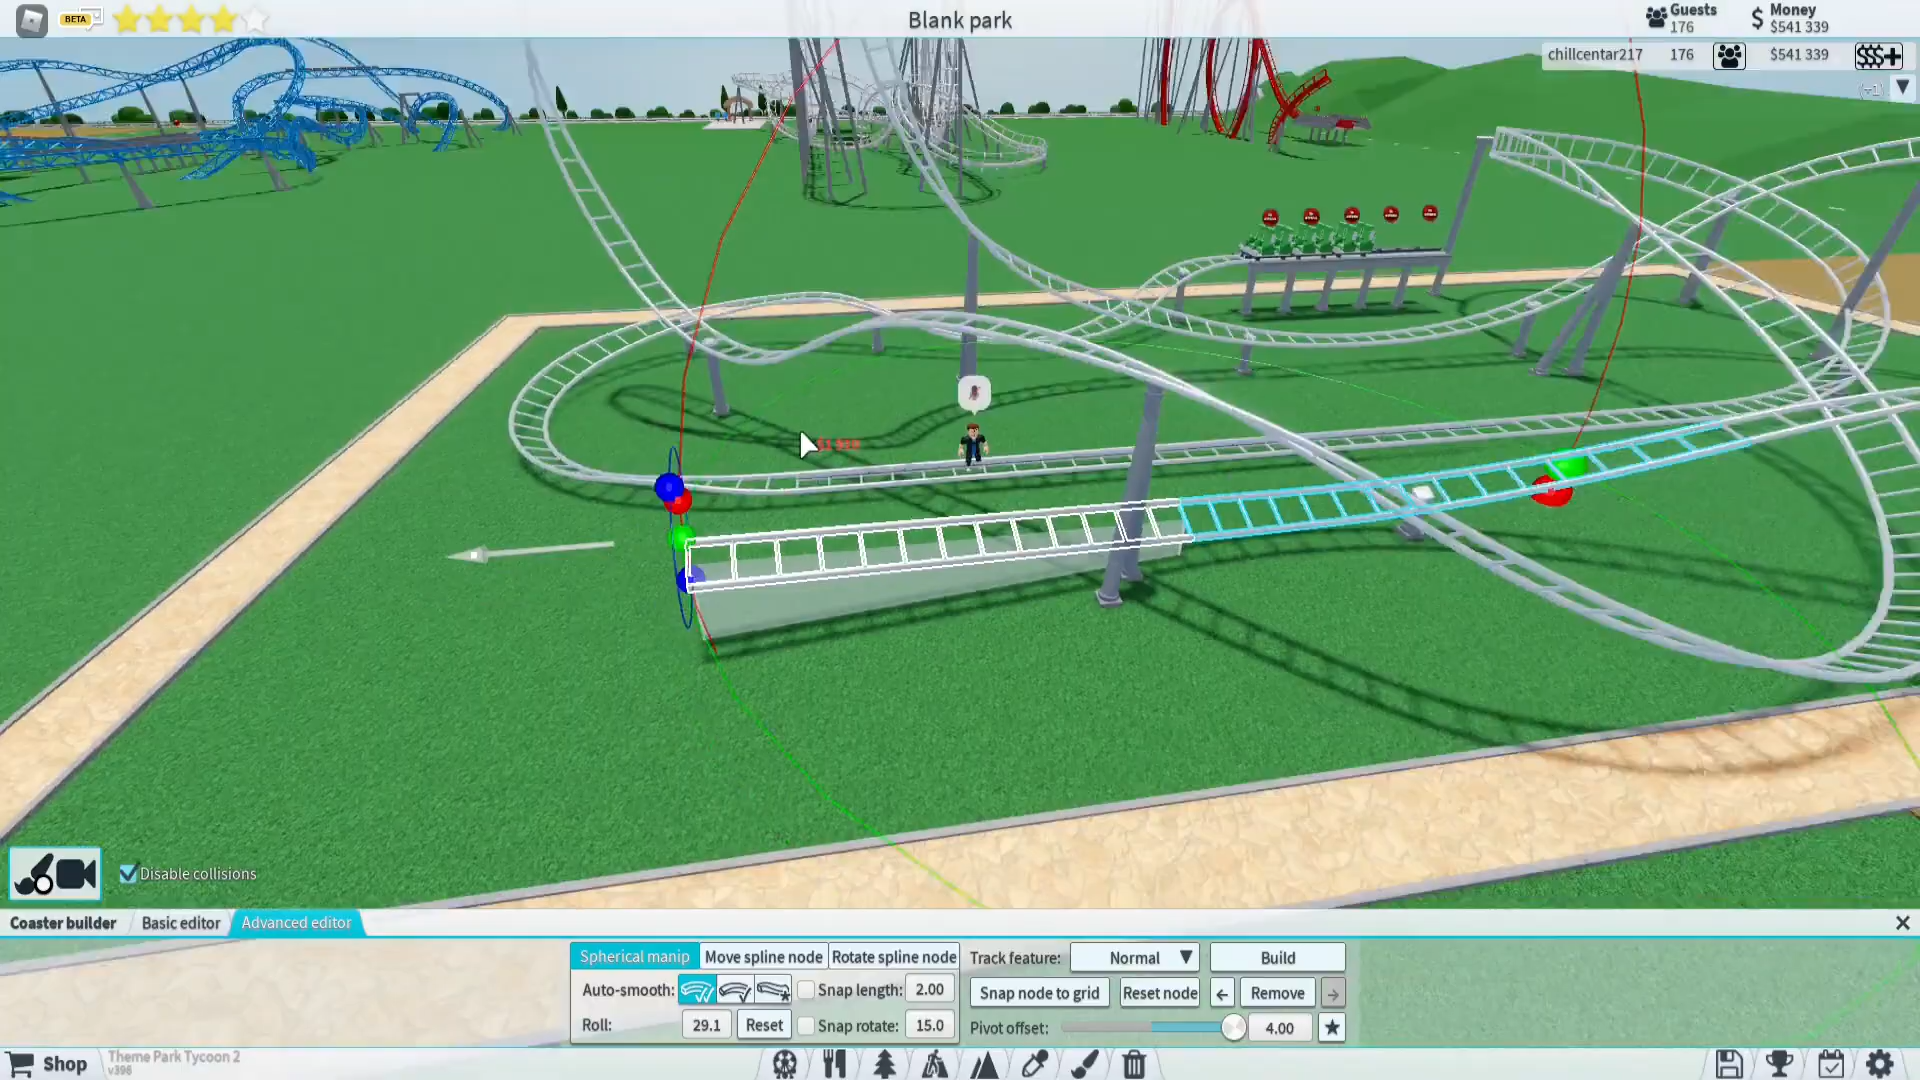 BETA
Blank park
Guests
176
Money
$541 339
chillcentar217 176 $541 339
(+1)
Disable collisions
Coaster builder
Basic editor
Advanced editor
Spherical manip
Move spline node
Rotate spline node
Track feature:
Normal
Build
Auto-smooth:
Snap length:
2.00
Snap node to grid
Reset node
Remove
Roll:
29.1
Reset
Snap rotate:
15.0
Pivot offset:
4.00
Shop
Theme Park Tycoon 2
v398